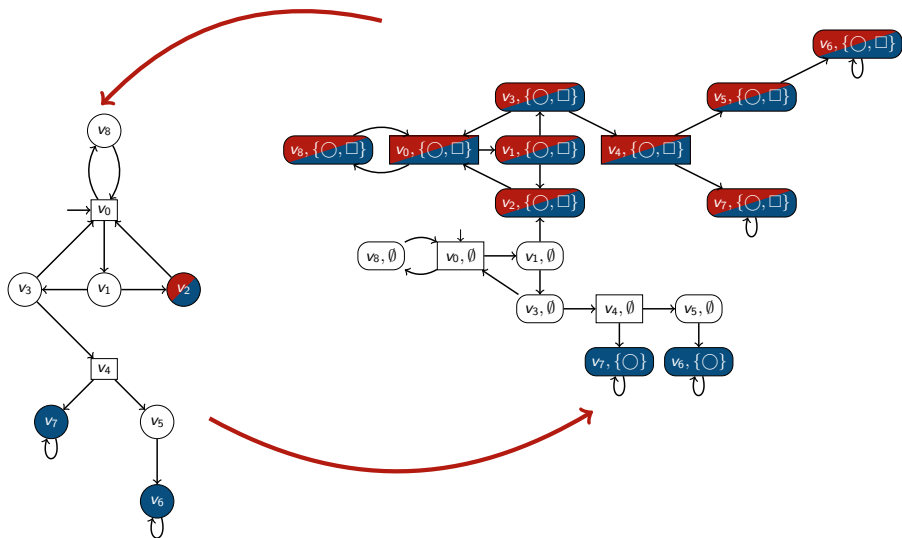 v₆, {○, □}
v₃, {○, □}
v₅, {○, □}
v₈
v₈, {○, □}
v₀, {○, □}
v₁, {○, □}
v₄, {○, □}
v₀
v₂, {○, □}
v₇, {○, □}
v₈, ∅
v₀, ∅
v₁, ∅
v₃
v₁
v₂
v₃, ∅
v₄, ∅
v₅, ∅
v₄
v₇, {○}
v₆, {○}
v₇
v₅
v₆